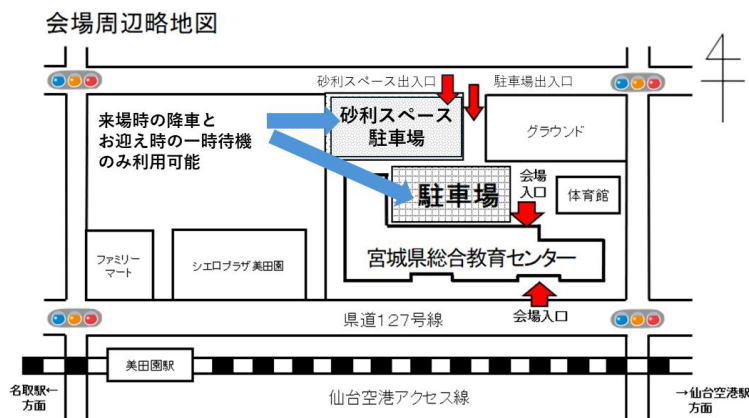 会場周辺略地図
砂利スペース出入口
駐車場出入口
来場時の降車と
お迎え時の一時待機
のみ利用可能
砂利スペース
駐車場
グラウンド
駐車場
会場
入口
体育館
ファミリー
マート
シエロプラザ美田園
宮城県総合教育センター
会場入口
県道127号線
美田園駅
名取駅←
方面
仙台空港アクセス線
→仙台空港駅
方面